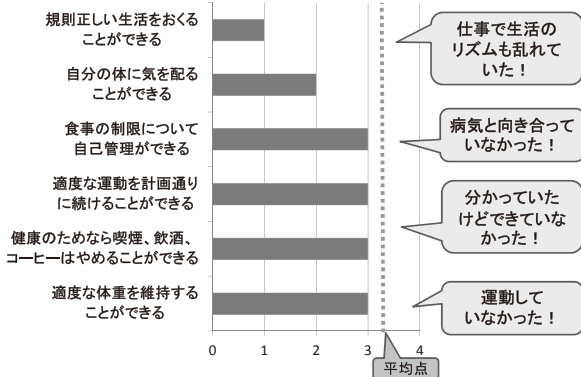 規則正しい生活をおくる
ことができる
仕事で生活の
リズムも乱れて
いた！
自分の体に気を配る
ことができる
食事の制限について
自己管理ができる
病気と向き合って
いなかった！
適度な運動を計画通り
に続けることができる
分かっていた
けどできていな
かった！
健康のためなら喫煙、飲酒、
コーヒーはやめることができる
適度な体重を維持する
ことができる
運動して
いなかった！
0 1 2 3 4
平均点